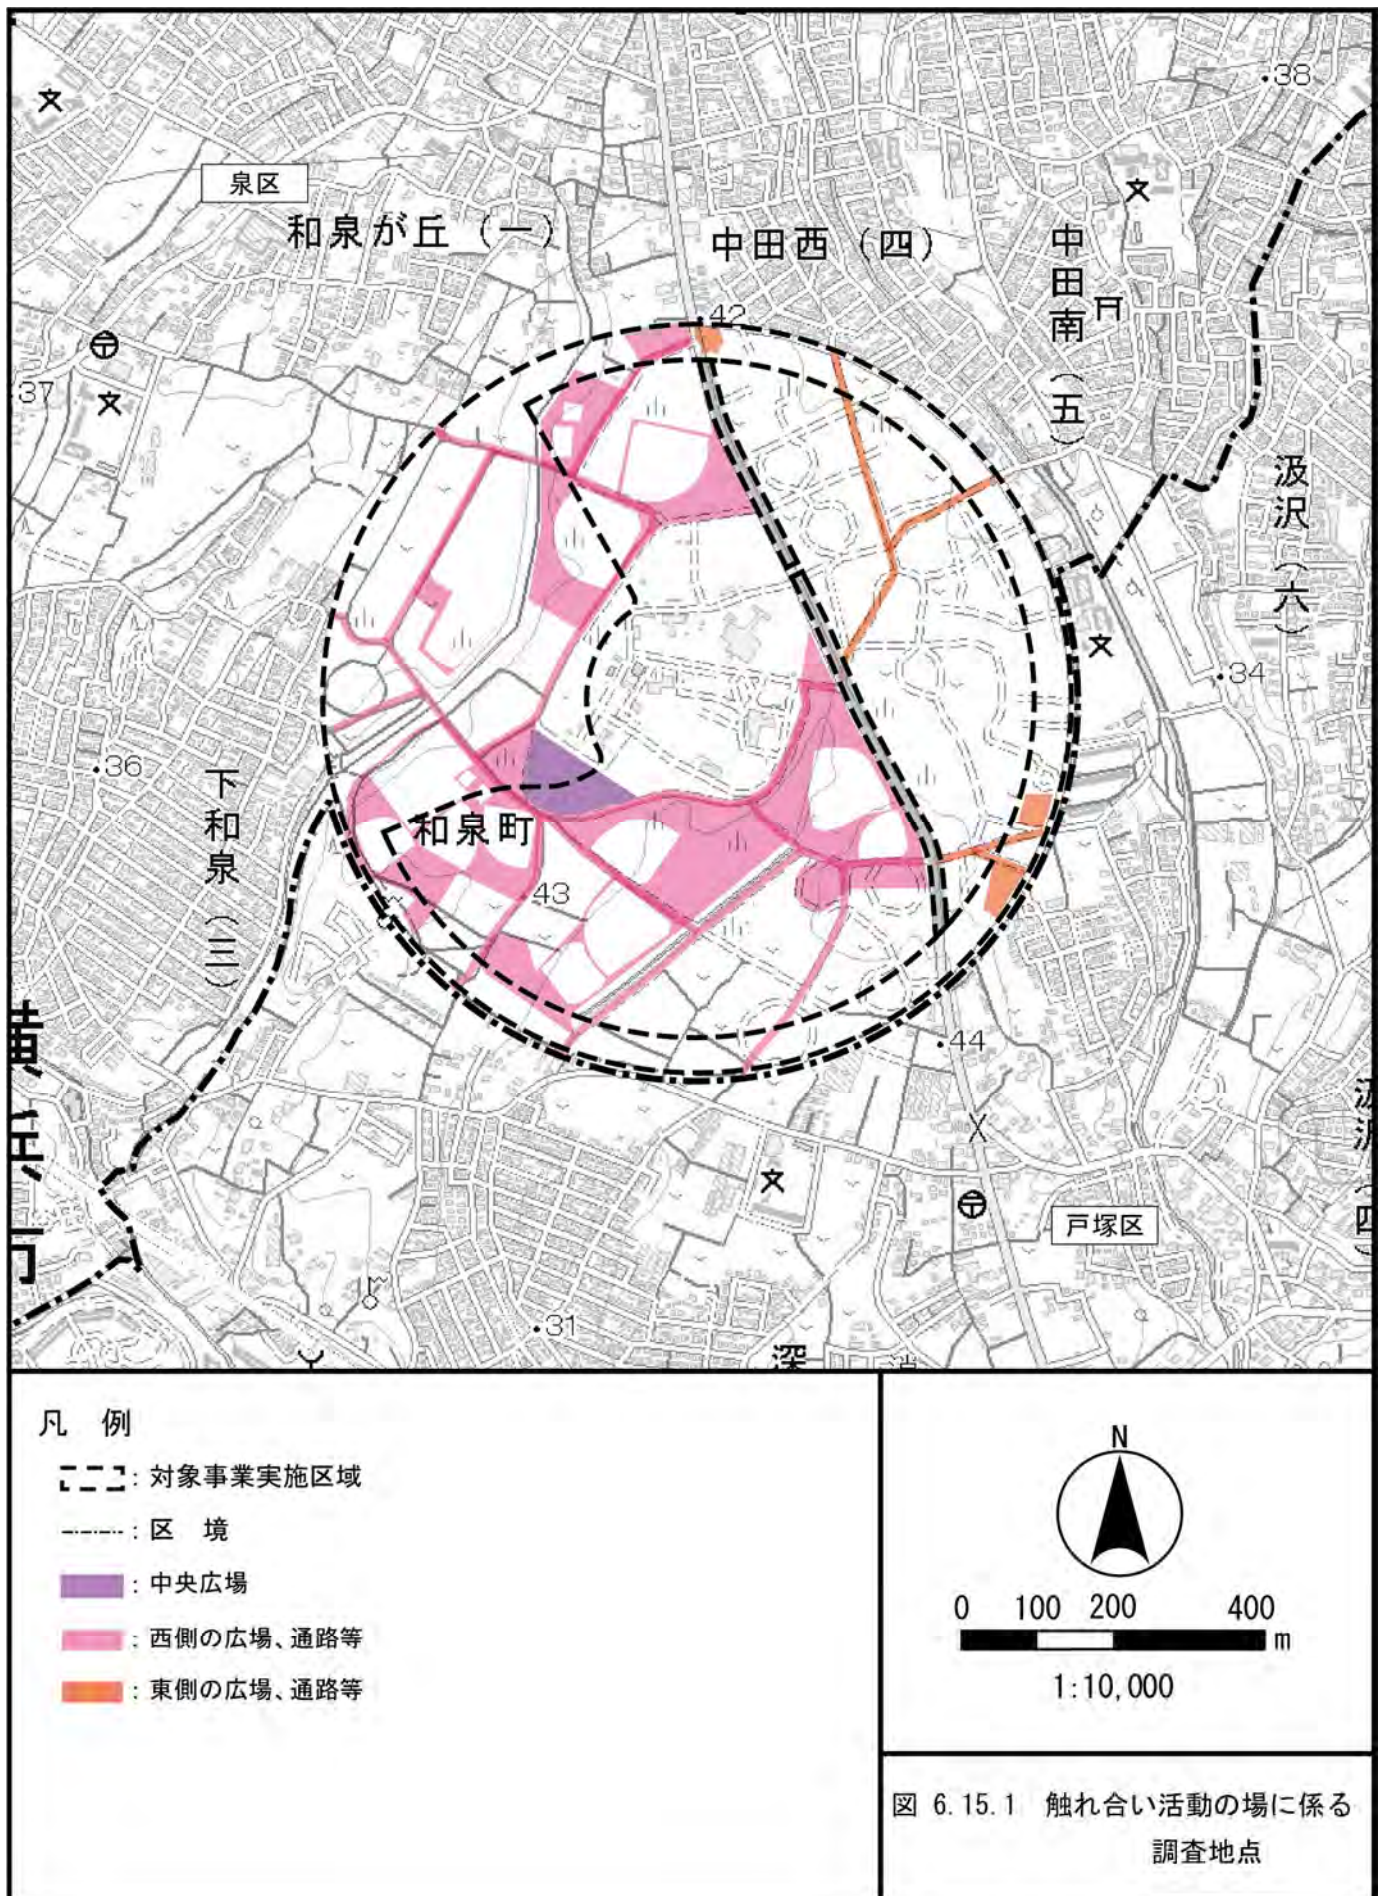 38
泉区
和泉が丘（一）
中田西（四）
中田南（五）
42
37
汲沢（六）
34
36
下和泉（三）
和泉町
43
44
戸塚区
31
深
凡 例
：対象事業実施区域
：区 境
：中央広場
：西側の広場、通路等
：東側の広場、通路等
N
0 100 200 400
m
1:10,000
図 6.15.1 触れ合い活動の場に係る
調査地点